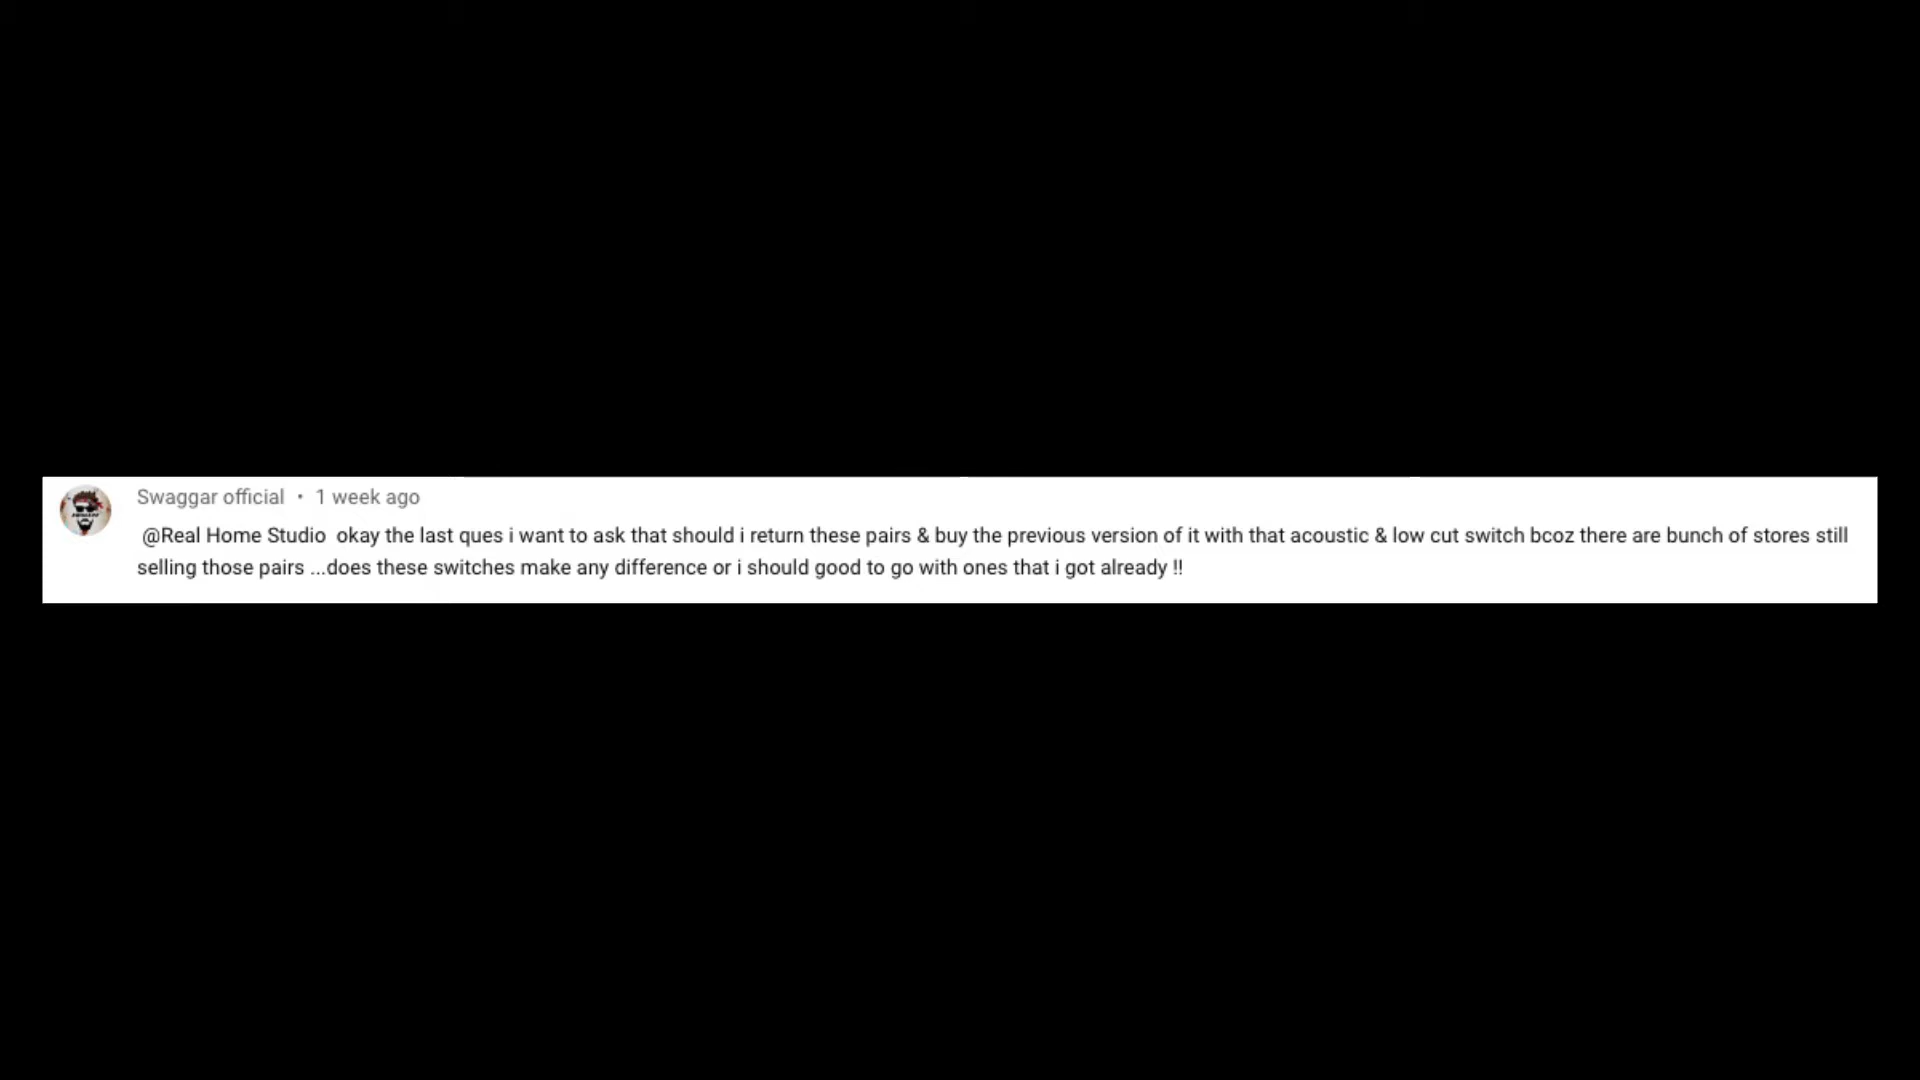 Swaggar official • 1 week ago
@Real Home Studio okay the last ques i want to ask that should i return these pairs & buy the previous version of it with that acoustic & low cut switch bcoz there are bunch of stores still
selling those pairs ...does these switches make any difference or i should good to go with ones that i got already !!